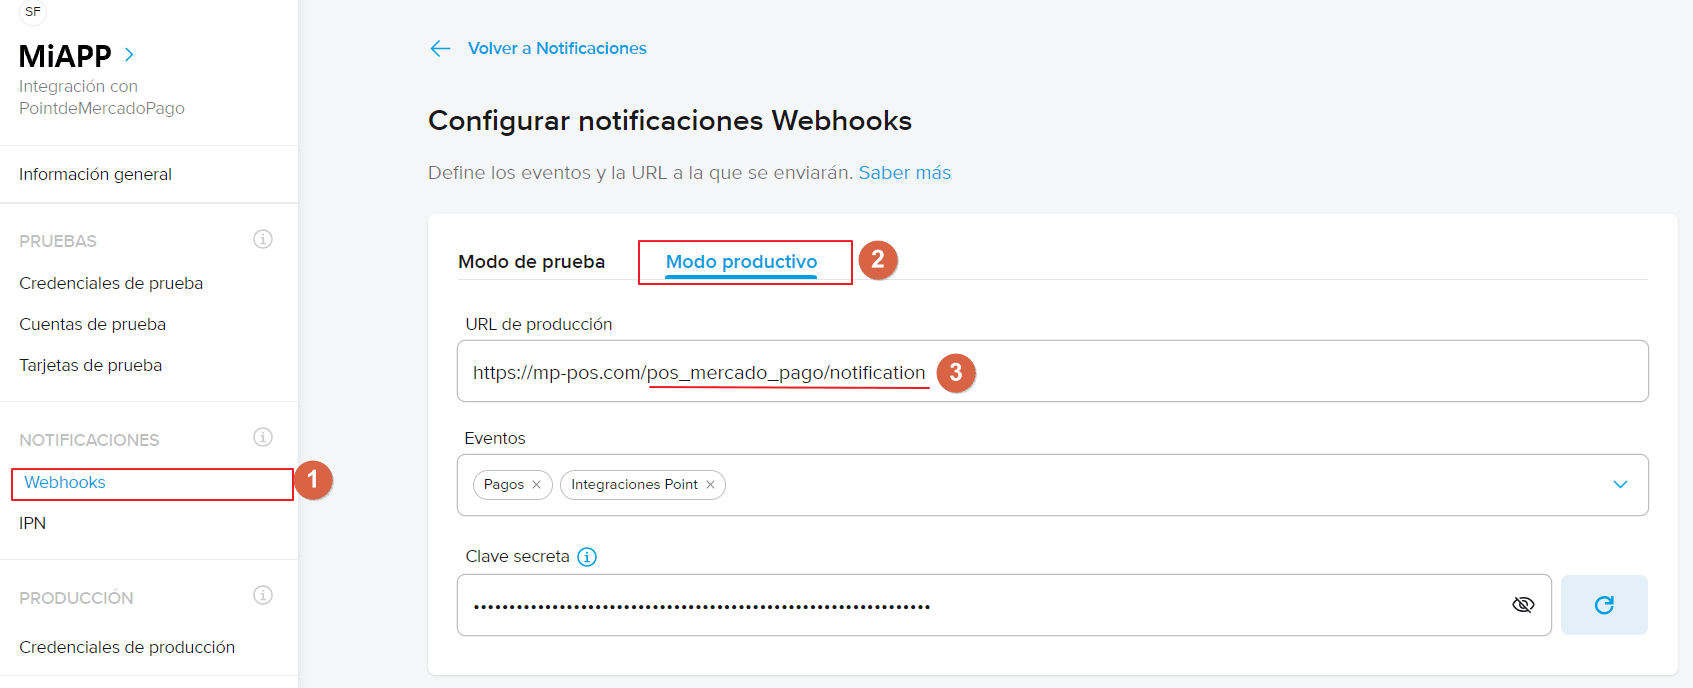 SF
MiAPP
Integración con
PointdeMercadoPago
Información general
PRUEBAS
Credenciales de prueba
Cuentas de prueba
Tarjetas de prueba
NOTIFICACIONES
Webhooks
1
IPN
PRODUCCIÓN
Credenciales de producción
Volver a Notificaciones
Configurar notificaciones Webhooks
Define los eventos y la URL a la que se enviarán. Saber más
Modo de prueba Modo productivo 2
URL de producción
https://mp-pos.com/pos_mercado_pago/notification 3
Eventos
Pagos × Integraciones Point ×
Clave secreta